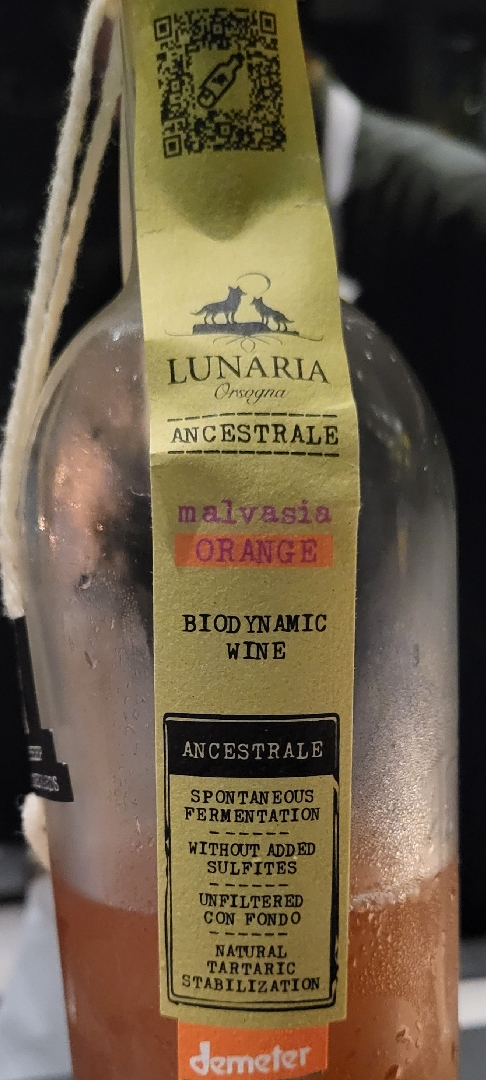 LUNARIA
Orsogna
ANCESTRALE
malvasia
ORANGE
BIODYNAMIC
WINE
ANCESTRALE
SPONTANEOUS
FERMENTATION
WITHOUT ADDED
SULFITES
UNFILTERED
CON FONDO
NATURAL
TARTARIC
STABILIZATION
demeter